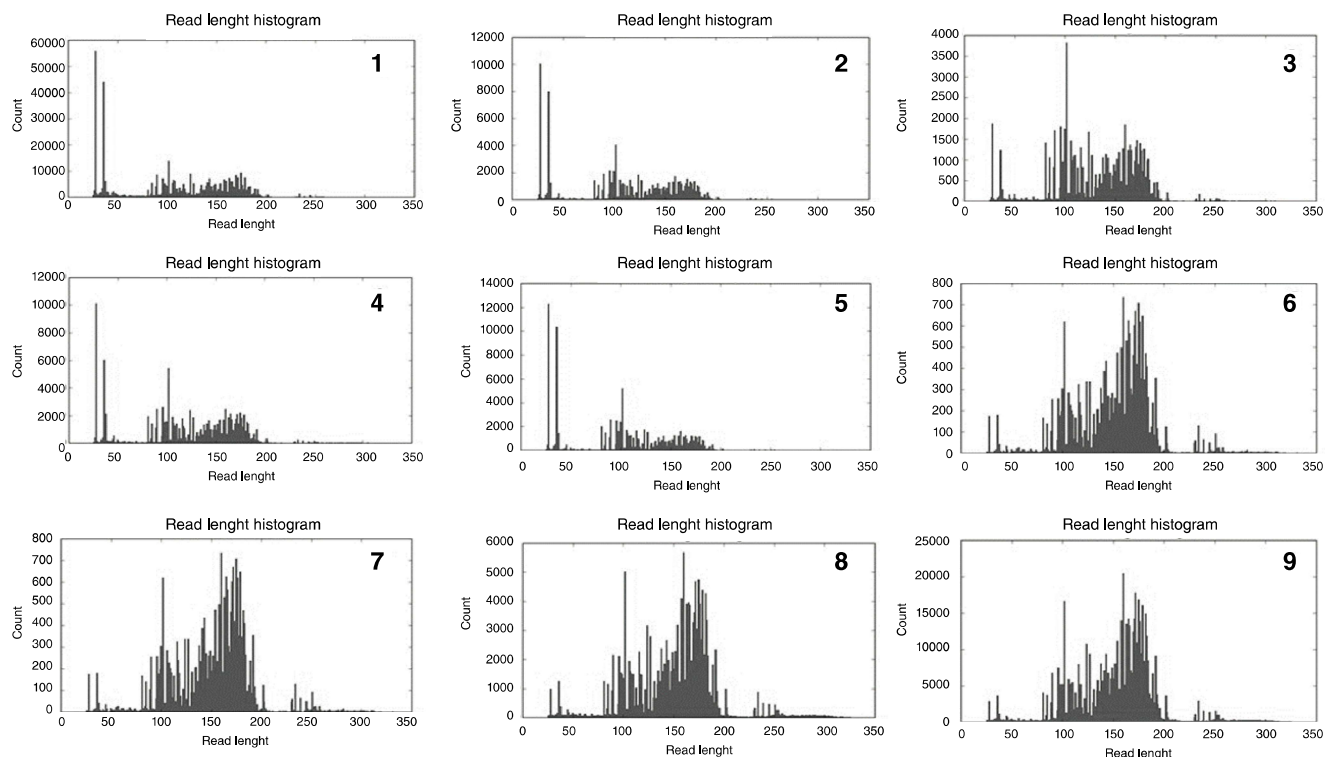 Read lenght histogram
60000
50000
40000
30000
20000
10000
0
Count
1
0 50 100 150 200 250 300 350
Read lenght
Read lenght histogram
12000
10000
8000
6000
4000
2000
0
Count
2
0 50 100 150 200 250 300 350
Read lenght
Read lenght histogram
4000
3500
3000
2500
2000
1500
1000
500
0
Count
3
0 50 100 150 200 250 300 350
Read lenght
Read lenght histogram
12000
10000
8000
6000
4000
2000
0
Count
4
0 50 100 150 200 250 300 350
Read lenght
Read lenght histogram
14000
12000
10000
8000
6000
4000
2000
0
Count
5
0 50 100 150 200 250 300 350
Read lenght
Read lenght histogram
800
700
600
500
400
300
200
100
0
Count
6
0 50 100 150 200 250 300 350
Read lenght
Read lenght histogram
800
700
600
500
400
300
200
100
0
Count
7
0 50 100 150 200 250 300 350
Read lenght
Read lenght histogram
6000
5000
4000
3000
2000
1000
0
Count
8
0 50 100 150 200 250 300 350
Read lenght
Read lenght histogram
25000
20000
15000
10000
5000
0
Count
9
0 50 100 150 200 250 300 350
Read lenght